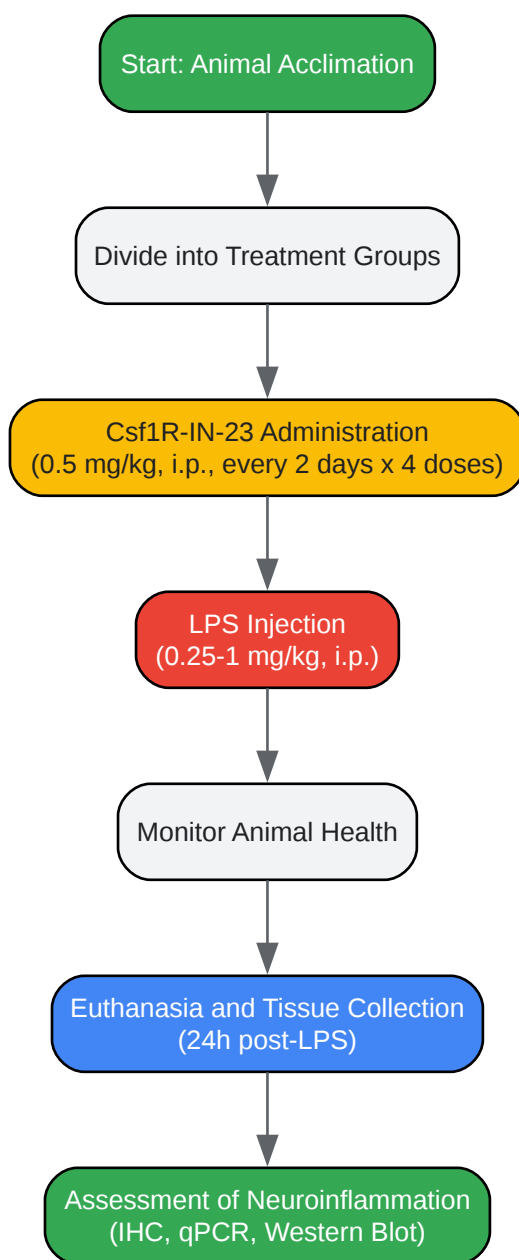 Start: Animal Acclimation
Divide into Treatment Groups
Csf1R-IN-23 Administration
(0.5 mg/kg, i.p., every 2 days x 4 doses)
LPS Injection
(0.25-1 mg/kg, i.p.)
Monitor Animal Health
Euthanasia and Tissue Collection
(24h post-LPS)
Assessment of Neuroinflammation
(IHC, qPCR, Western Blot)